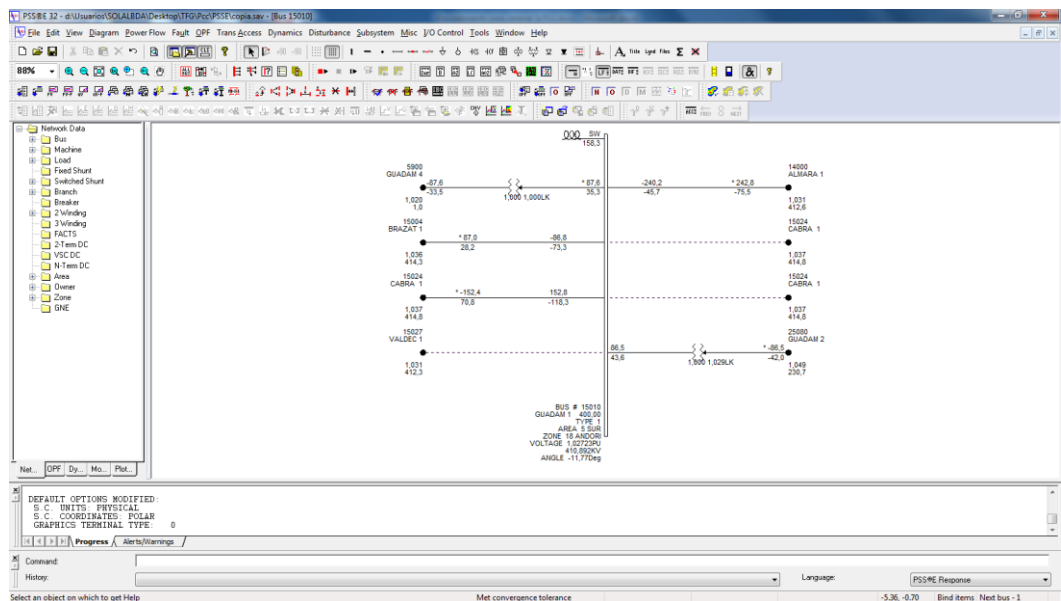 PSS®E 32 - d:\Usuarios\SOLALBDA\Desktop\TFG\Pcc\PSSE\copia.sav - [Bus 15010]
File Edit View Diagram Power Flow Fault OPF Trans Access Dynamics Disturbance Subsystem Misc I/O Control Tools Window Help
88%
Network Data
Bus
Machine
Load
Fixed Shunt
Switched Shunt
Branch
Breaker
2 Winding
3 Winding
FACTS
2-Term DC
VSC DC
N-Term DC
Area
Owner
Zone
GNE
Net... OPF Dy... Mo... Plot...
SW
158,3
5900
GUADAM 4
-87,6
-33,5
1,000 1,000LK
* 87,6
35,3
1,020
1,0
-240,2
-45,7
* 242,8
-75,5
14000
ALMARA 1
1,031
412,6
15004
BRAZAT 1
* 87,0
28,2
-86,8
-73,3
1,036
414,3
15024
CABRA 1
1,037
414,8
15024
CABRA 1
* -152,4
70,8
152,8
-118,3
1,037
414,8
15024
CABRA 1
1,037
414,8
15027
VALDEC 1
1,031
412,3
86,5
43,6
1,000 1,029LK
* -86,5
-42,0
25080
GUADAM 2
1,049
230,7
BUS # 15010
GUADAM 1 400,00
TYPE 1
AREA 5 SUR
ZONE 18 ANDORI
VOLTAGE 1,02723PU
410,892KV
ANGLE -11,77Deg
DEFAULT OPTIONS MODIFIED:
S.C. UNITS: PHYSICAL
S.C. COORDINATES: POLAR
GRAPHICS TERMINAL TYPE: 0
Progress Alerts/Warnings
Command:
History:
Language: PSS®E Response
Select an object on which to get Help Met convergence tolerance -5.36, -0.70 Bind items Next bus - 1